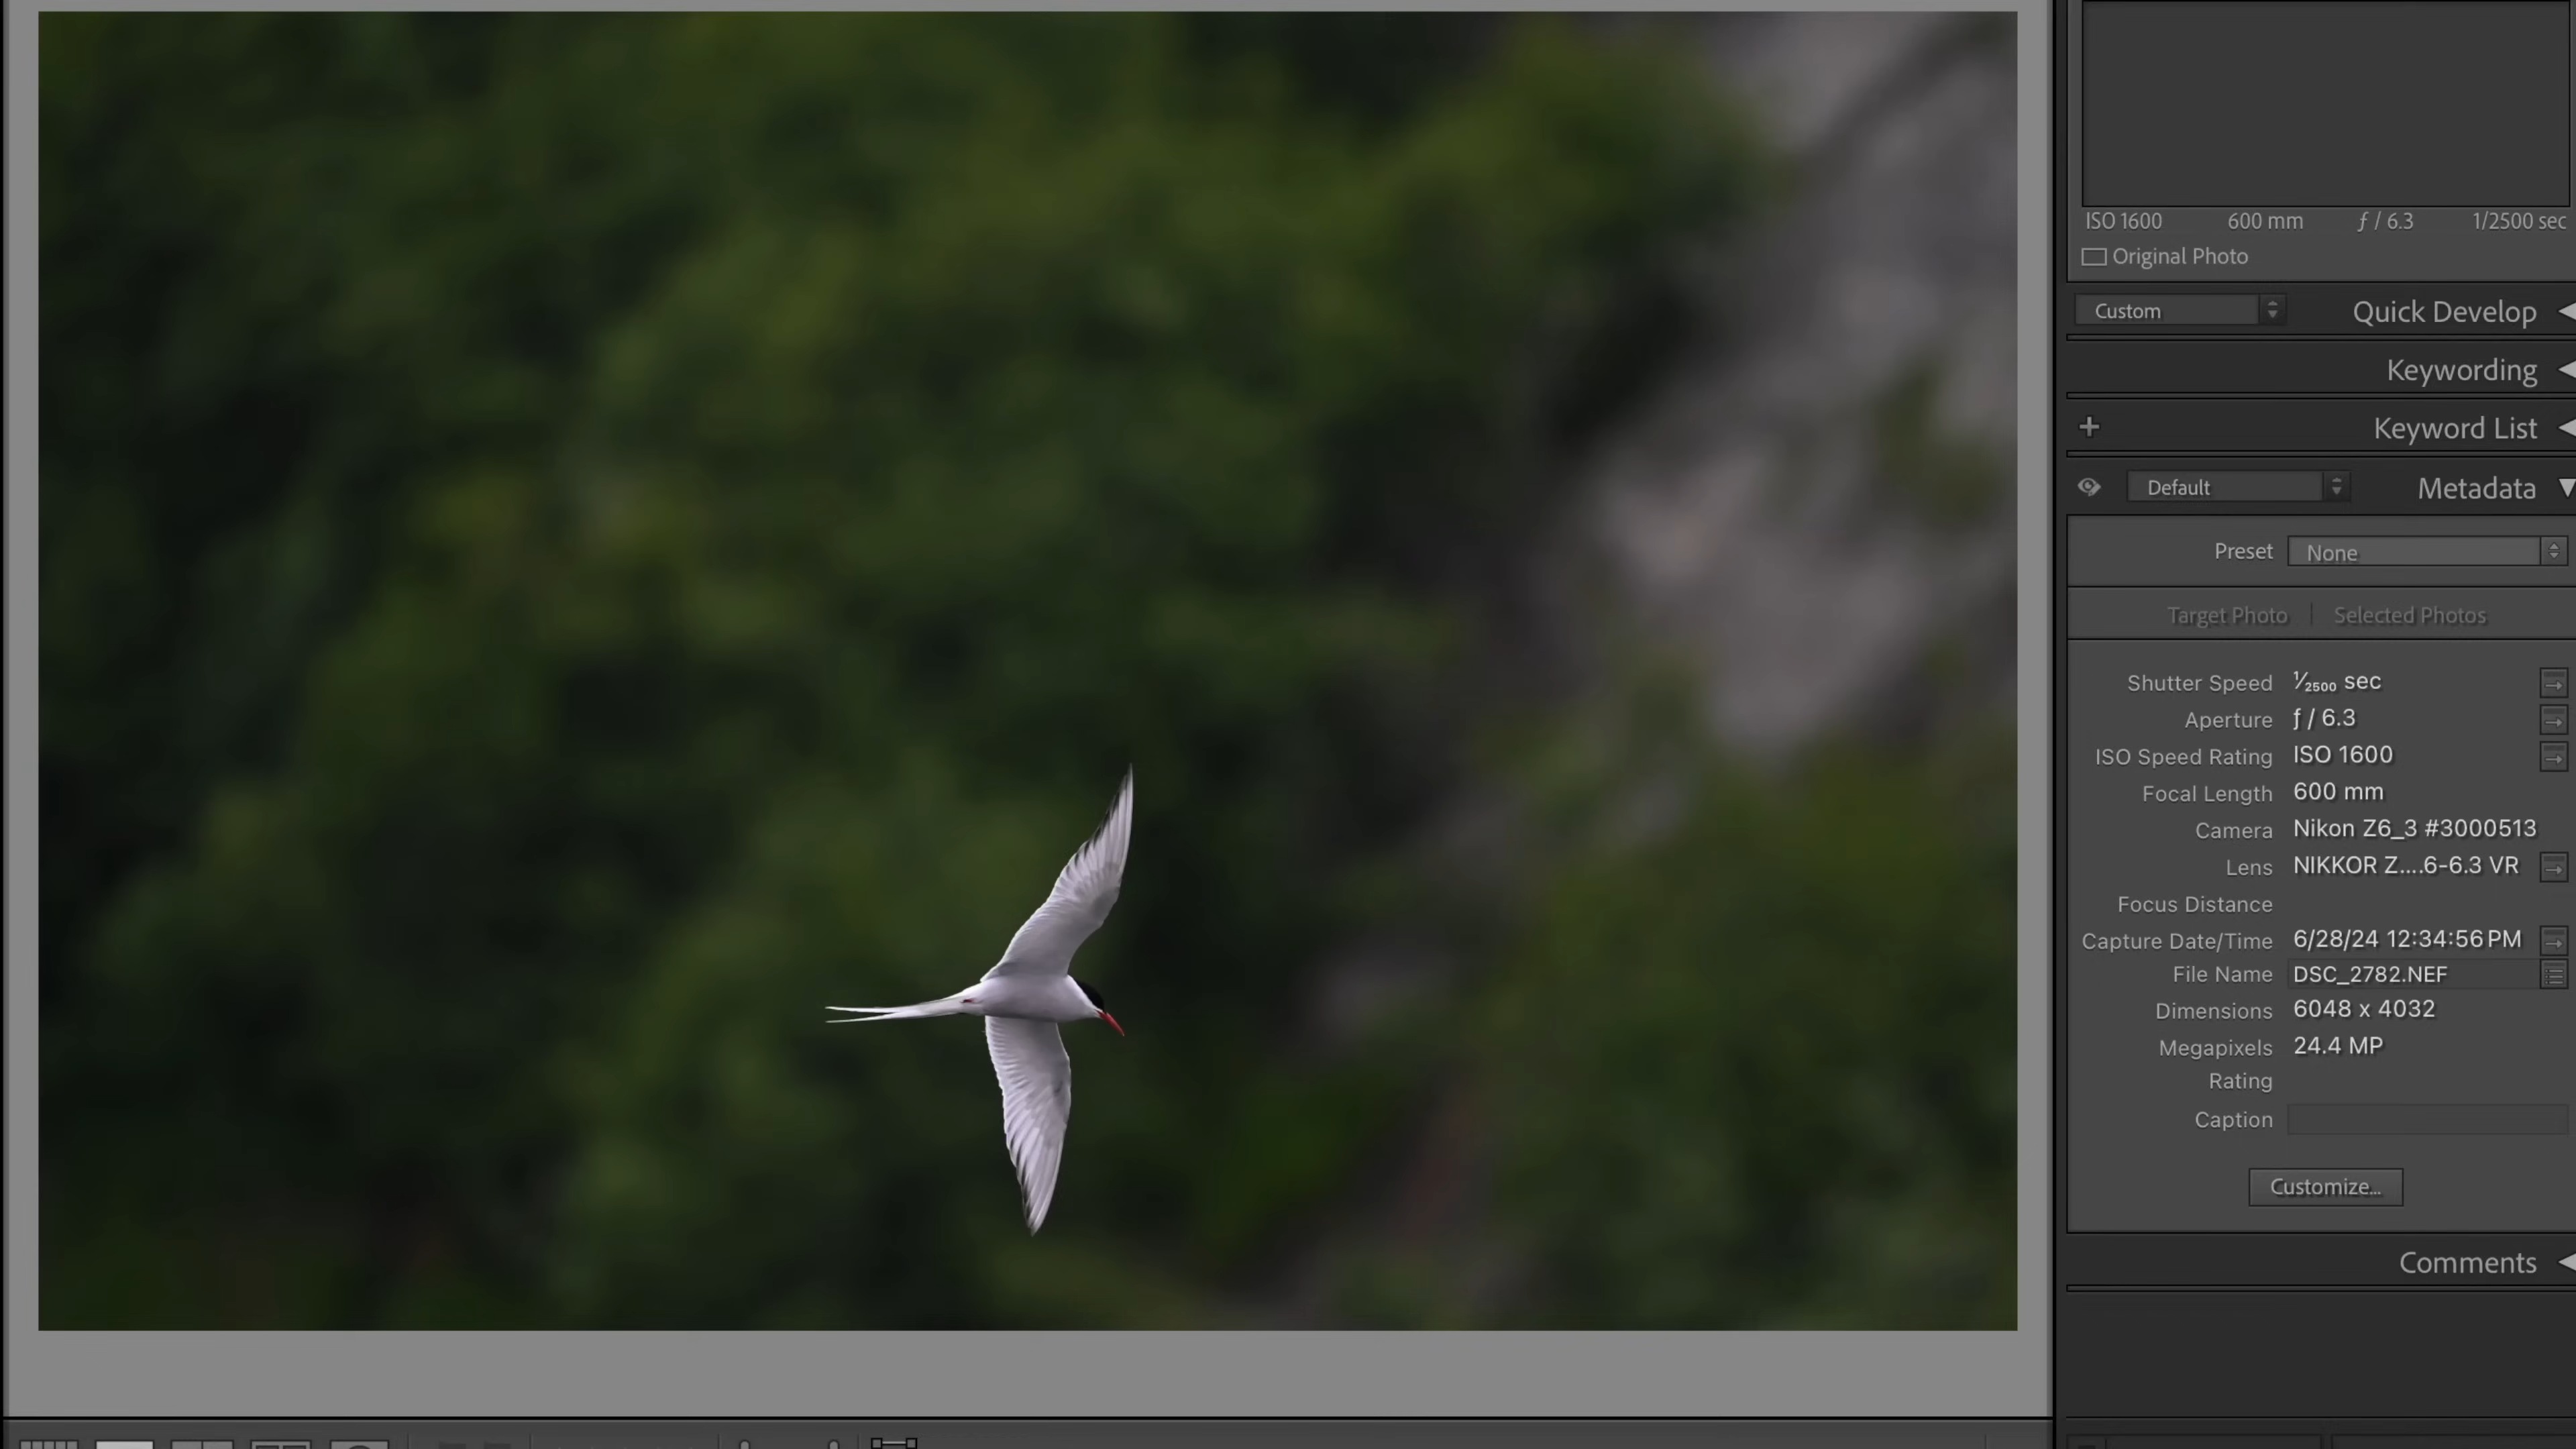 ISO 1600 600 mm ƒ / 6.3 1/2500 sec
Original Photo
Custom Quick Develop
Keywording
+ Keyword List
Default Metadata
Preset None
Target Photo Selected Photos
Shutter Speed 1/2500 sec
Aperture ƒ / 6.3
ISO Speed Rating ISO 1600
Focal Length 600 mm
Camera Nikon Z6_3 #3000513
Lens NIKKOR Z....6-6.3 VR
Focus Distance
Capture Date/Time 6/28/24 12:34:56 PM
File Name DSC_2782.NEF
Dimensions 6048 x 4032
Megapixels 24.4 MP
Rating
Caption
Customize...
Comments